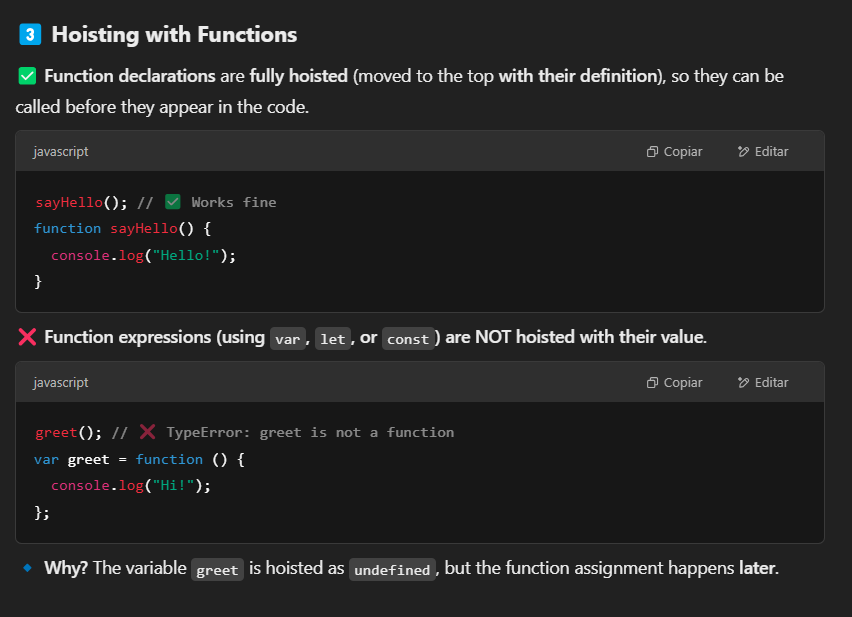 3 Hoisting with Functions
✅ Function declarations are fully hoisted (moved to the top with their definition), so they can be
called before they appear in the code.
javascript Copiar Editar
sayHello(); // ✅ Works fine
function sayHello() {
  console.log("Hello!");
}
❌ Function expressions (using var, let, or const) are NOT hoisted with their value.
javascript Copiar Editar
greet(); // ❌ TypeError: greet is not a function
var greet = function () {
  console.log("Hi!");
};
🔹 Why? The variable greet is hoisted as undefined, but the function assignment happens later.